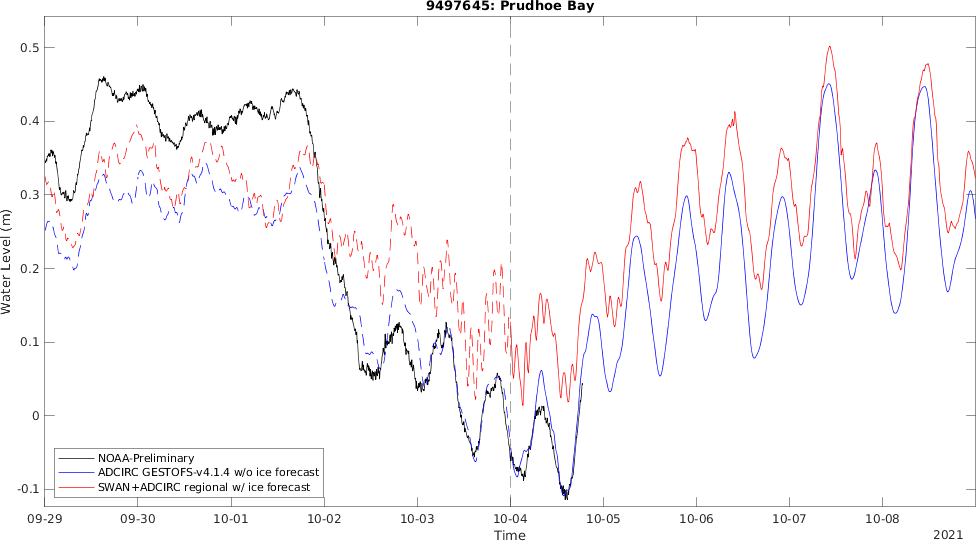 9497645: Prudhoe Bay
Water Level (m)
0.5
0.4
0.3
0.2
0.1
0
-0.1
NOAA-Preliminary
ADCIRC GESTOFS-v4.1.4 w/o ice forecast
SWAN+ADCIRC regional w/ ice forecast
09-29 09-30 10-01 10-02 10-03 10-04 10-05 10-06 10-07 10-08
Time
2021